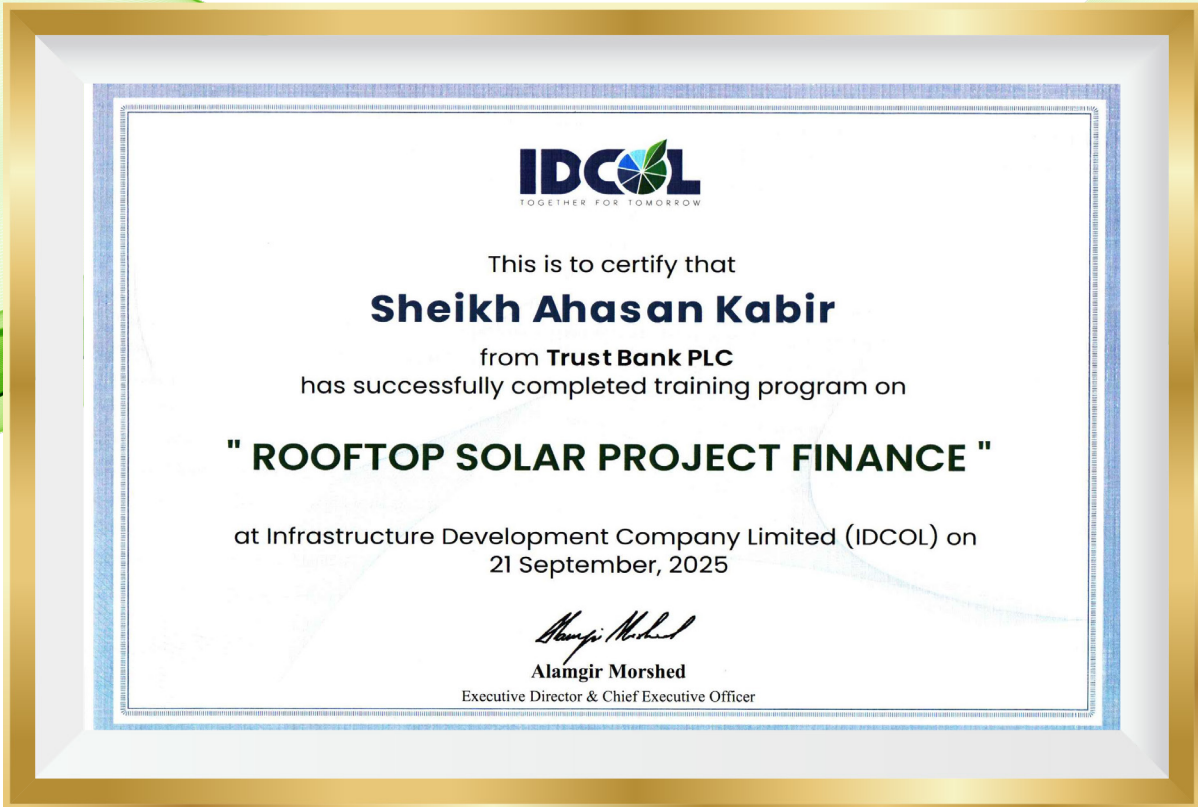 IDCOL
TOGETHER FOR TOMORROW
This is to certify that
Sheikh Ahasan Kabir
from Trust Bank PLC
has successfully completed training program on
" ROOFTOP SOLAR PROJECT FINANCE "
at Infrastructure Development Company Limited (IDCOL) on
21 September, 2025
Alamgir Morshed
Alamgir Morshed
Executive Director & Chief Executive Officer